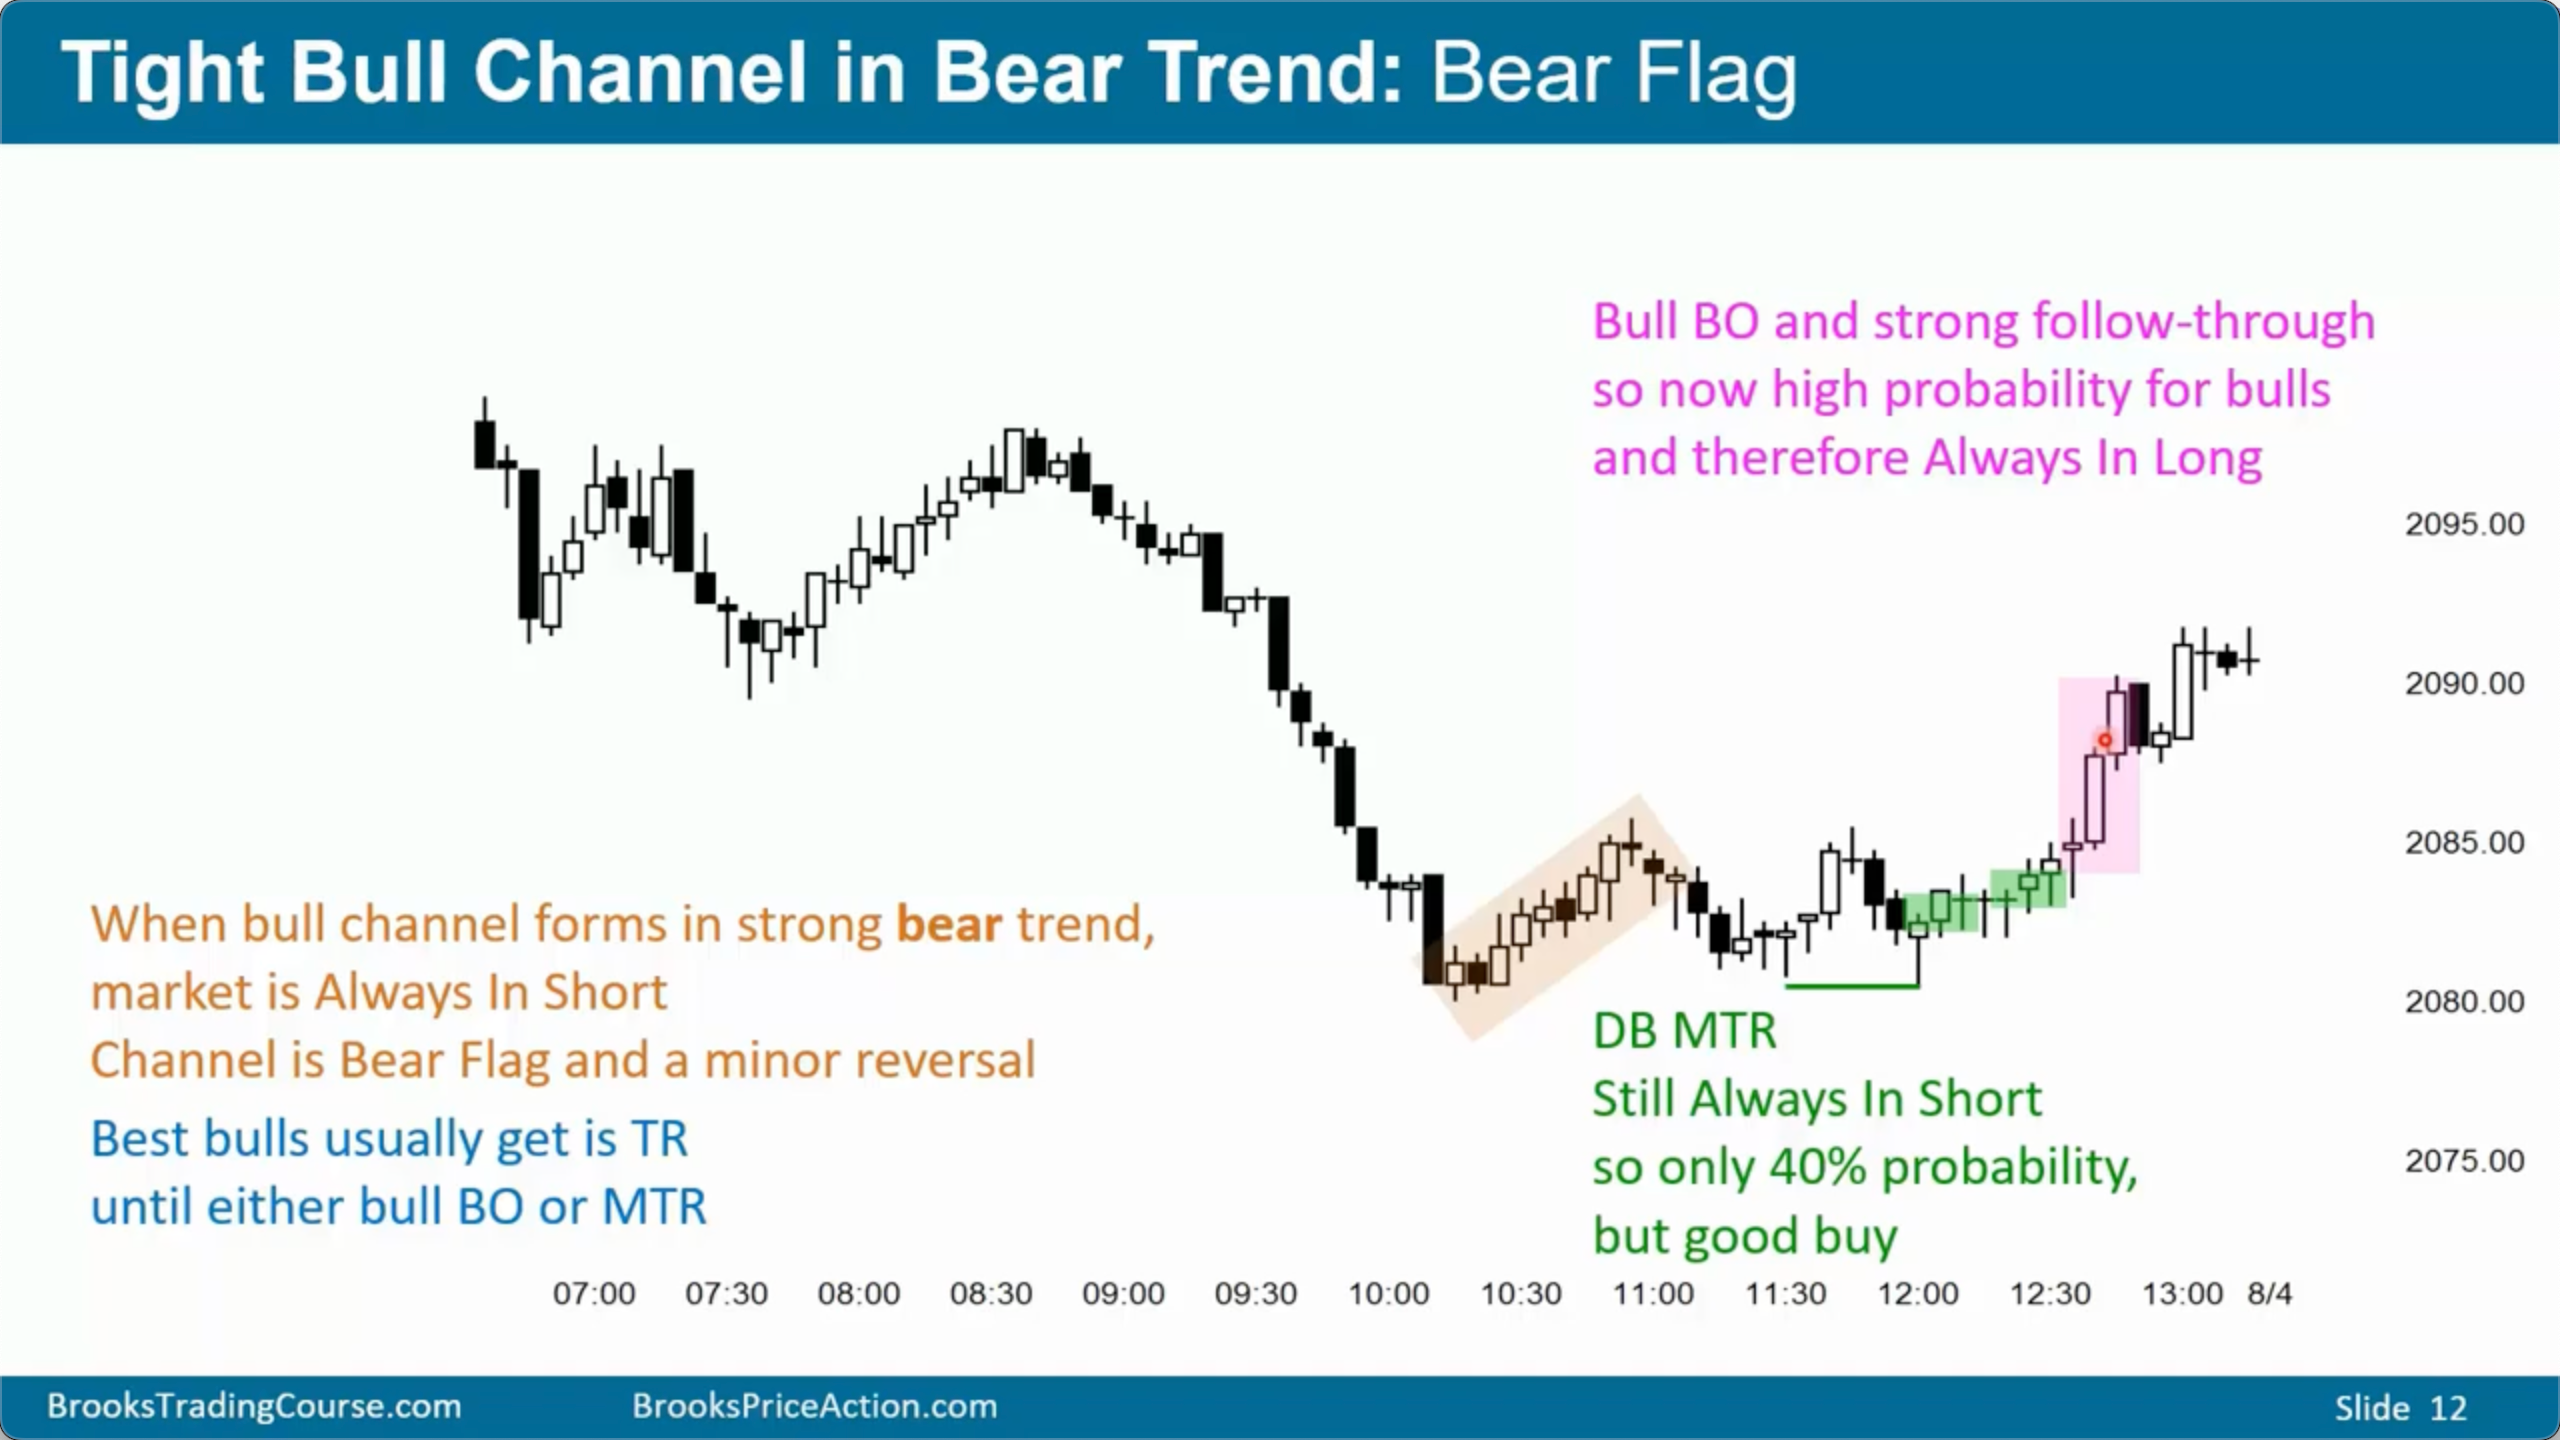 Tight Bull Channel in Bear Trend: Bear Flag
Bull BO and strong follow-through
so now high probability for bulls
and therefore Always In Long
2095.00
2090.00
2085.00
2080.00
2075.00
When bull channel forms in strong bear trend,
market is Always In Short
Channel is Bear Flag and a minor reversal
Best bulls usually get is TR
until either bull BO or MTR
DB MTR
Still Always In Short
so only 40% probability,
but good buy
07:00 07:30 08:00 08:30 09:00 09:30 10:00 10:30 11:00 11:30 12:00 12:30 13:00 8/4
BrooksTradingCourse.com BrooksPriceAction.com Slide 12